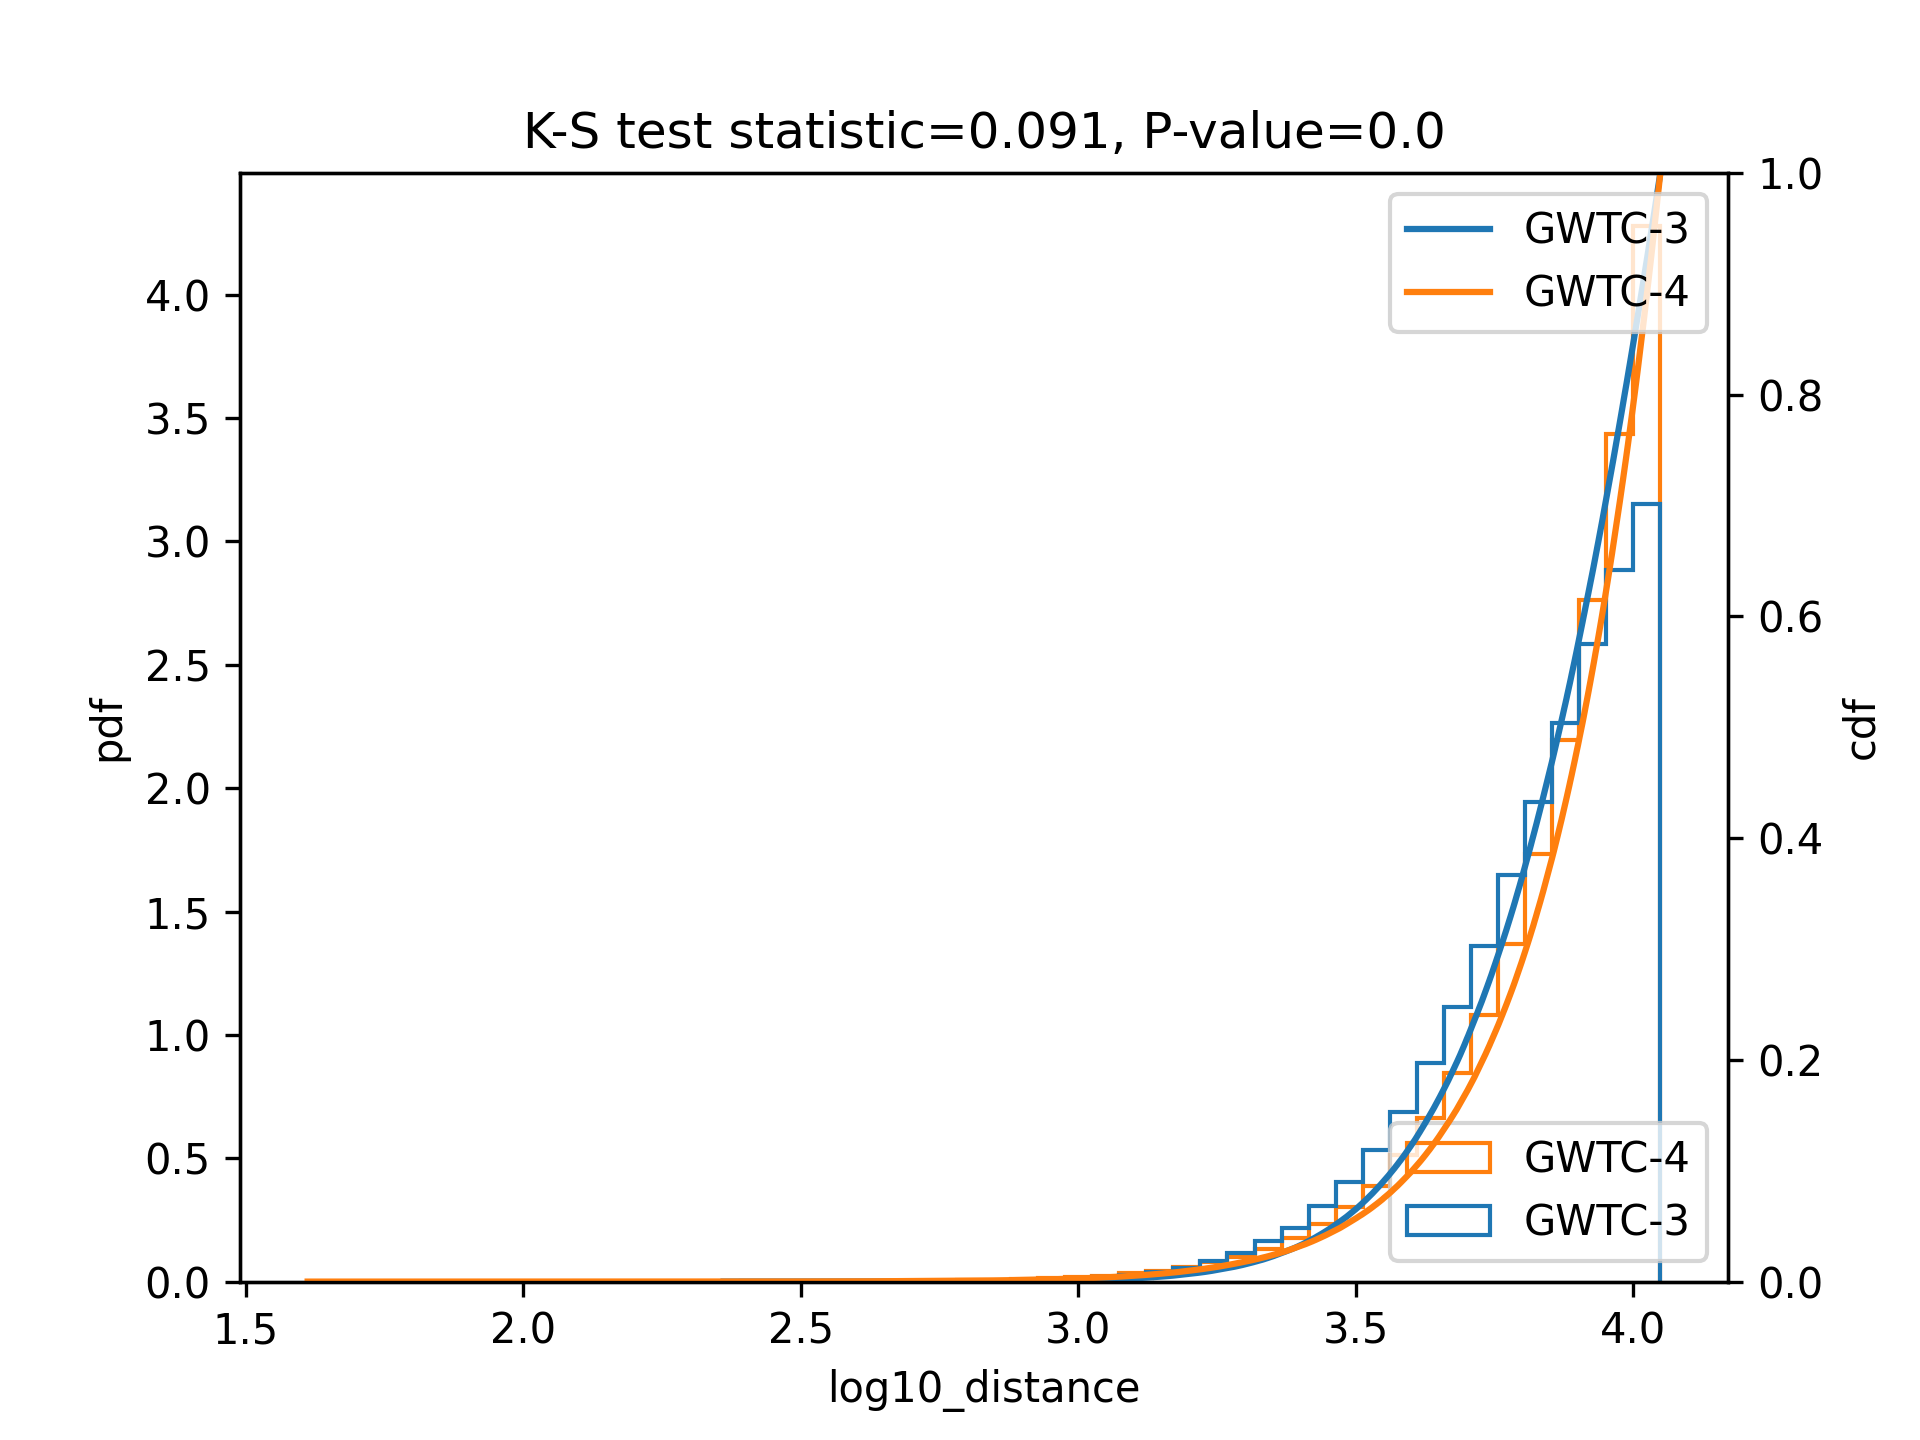 K-S test statistic=0.091, P-value=0.0
1.0
GWTC-3
GWTC-4
4.0
3.5
0.8
3.0
0.6
2.5
pdf
cdf
2.0
0.4
1.5
1.0
0.2
0.5
GWTC-4
GWTC-3
0.0
0.0
1.5 2.0 2.5 3.0 3.5 4.0
log10_distance